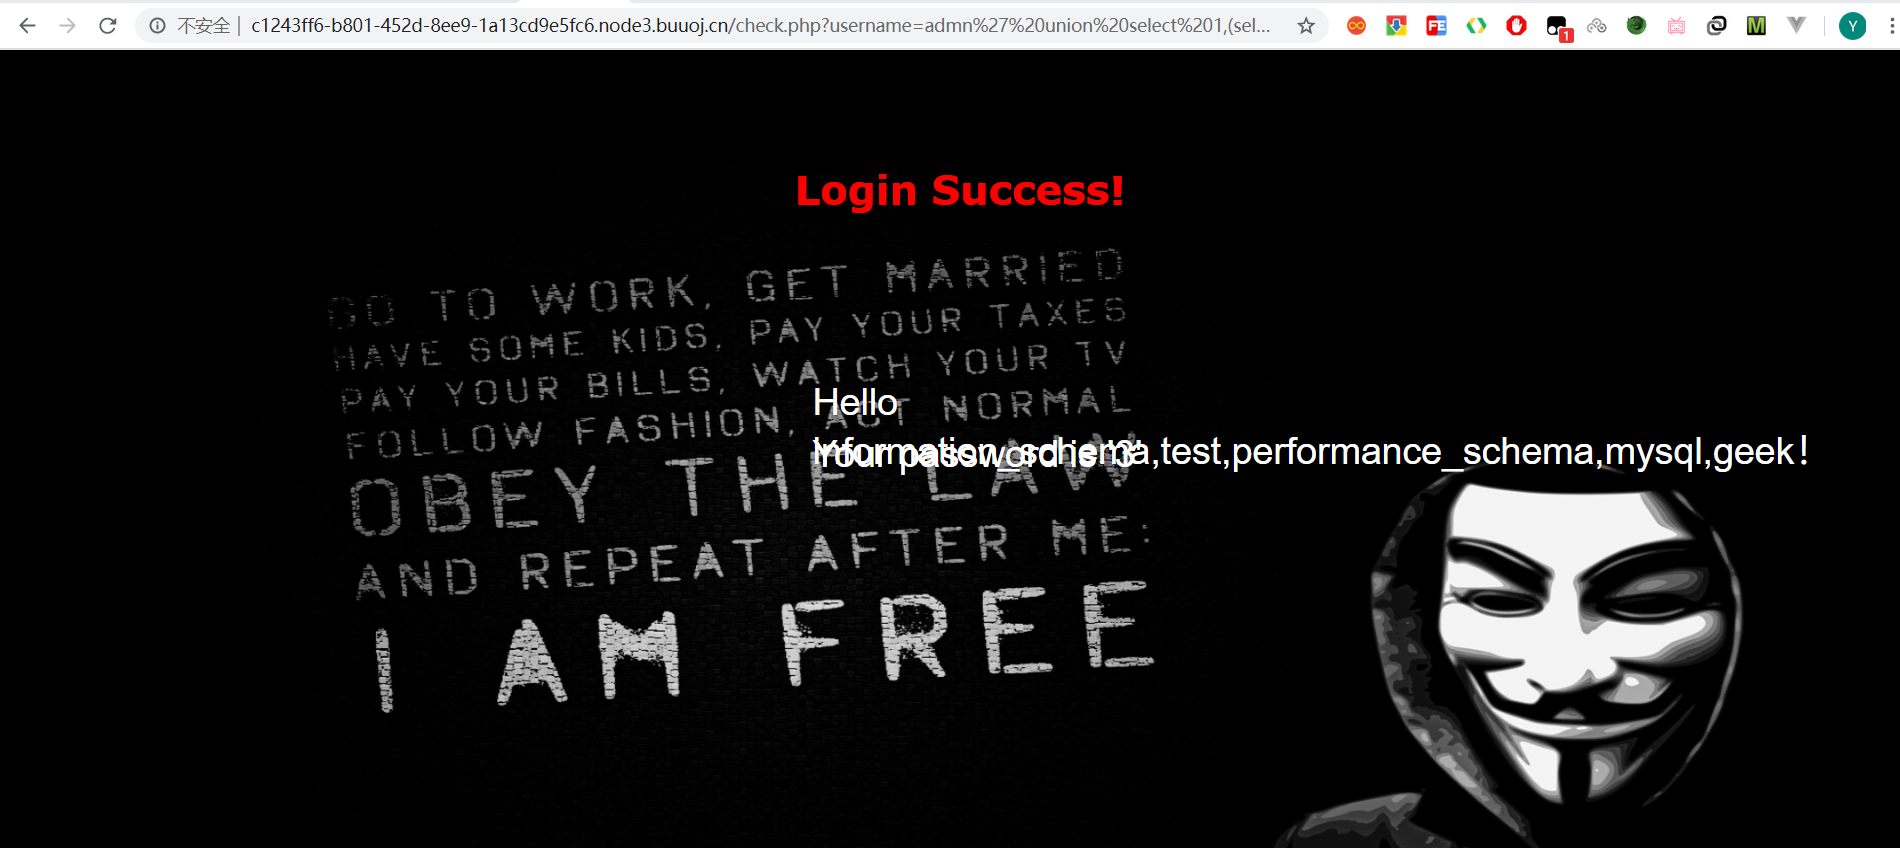 不安全 | c1243ff6-b801-452d-8ee9-1a13cd9e5fc6.node3.buuoj.cn/check.php?username=admn%27%20union%20select%201,(sel...
1
Y
Login Success!
GO TO WORK, GET MARRIED
HAVE SOME KIDS, PAY YOUR TAXES
PAY YOUR BILLS, WATCH YOUR TV
FOLLOW FASHION, ACT NORMAL
OBEY THE LAW
AND REPEAT AFTER ME:
I AM FREE
Hello
information_schema,test,performance_schema,mysql,geek!
Your password is '3'
FE
M